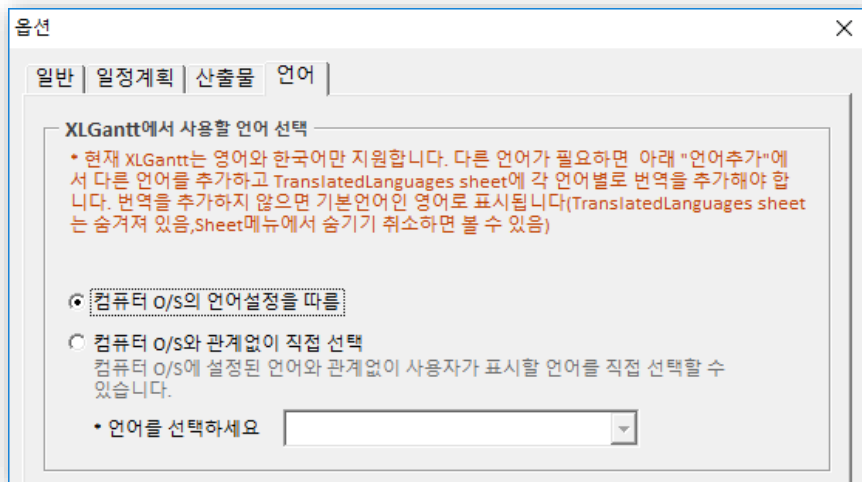 옵션
일반 일정계획 산출물 언어
XLGantt에서 사용할 언어 선택
* 현재 XLGantt는 영어와 한국어만 지원합니다. 다른 언어가 필요하면 아래 "언어추가"에
서 다른 언어를 추가하고 TranslatedLanguages sheet에 각 언어별로 번역을 추가해야 합
니다. 번역을 추가하지 않으면 기본언어인 영어로 표시됩니다(TranslatedLanguages sheet
는 숨겨져 있음,Sheet메뉴에서 숨기기 취소하면 볼 수 있음)
컴퓨터 O/S의 언어설정을 따름
컴퓨터 O/S와 관계없이 직접 선택
컴퓨터 O/S에 설정된 언어와 관계없이 사용자가 표시할 언어를 직접 선택할 수
있습니다.
* 언어를 선택하세요